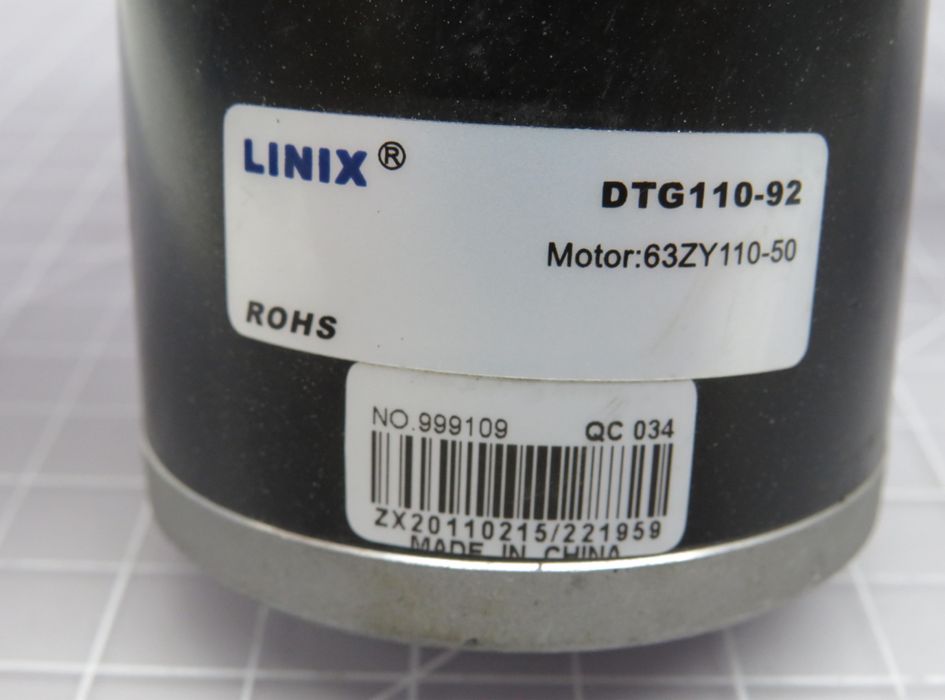 LINIX®
DTG110-92
Motor:63ZY110-50
ROHS
NO.999109 QC 034
ZX20110215/221959
MADE IN CHINA